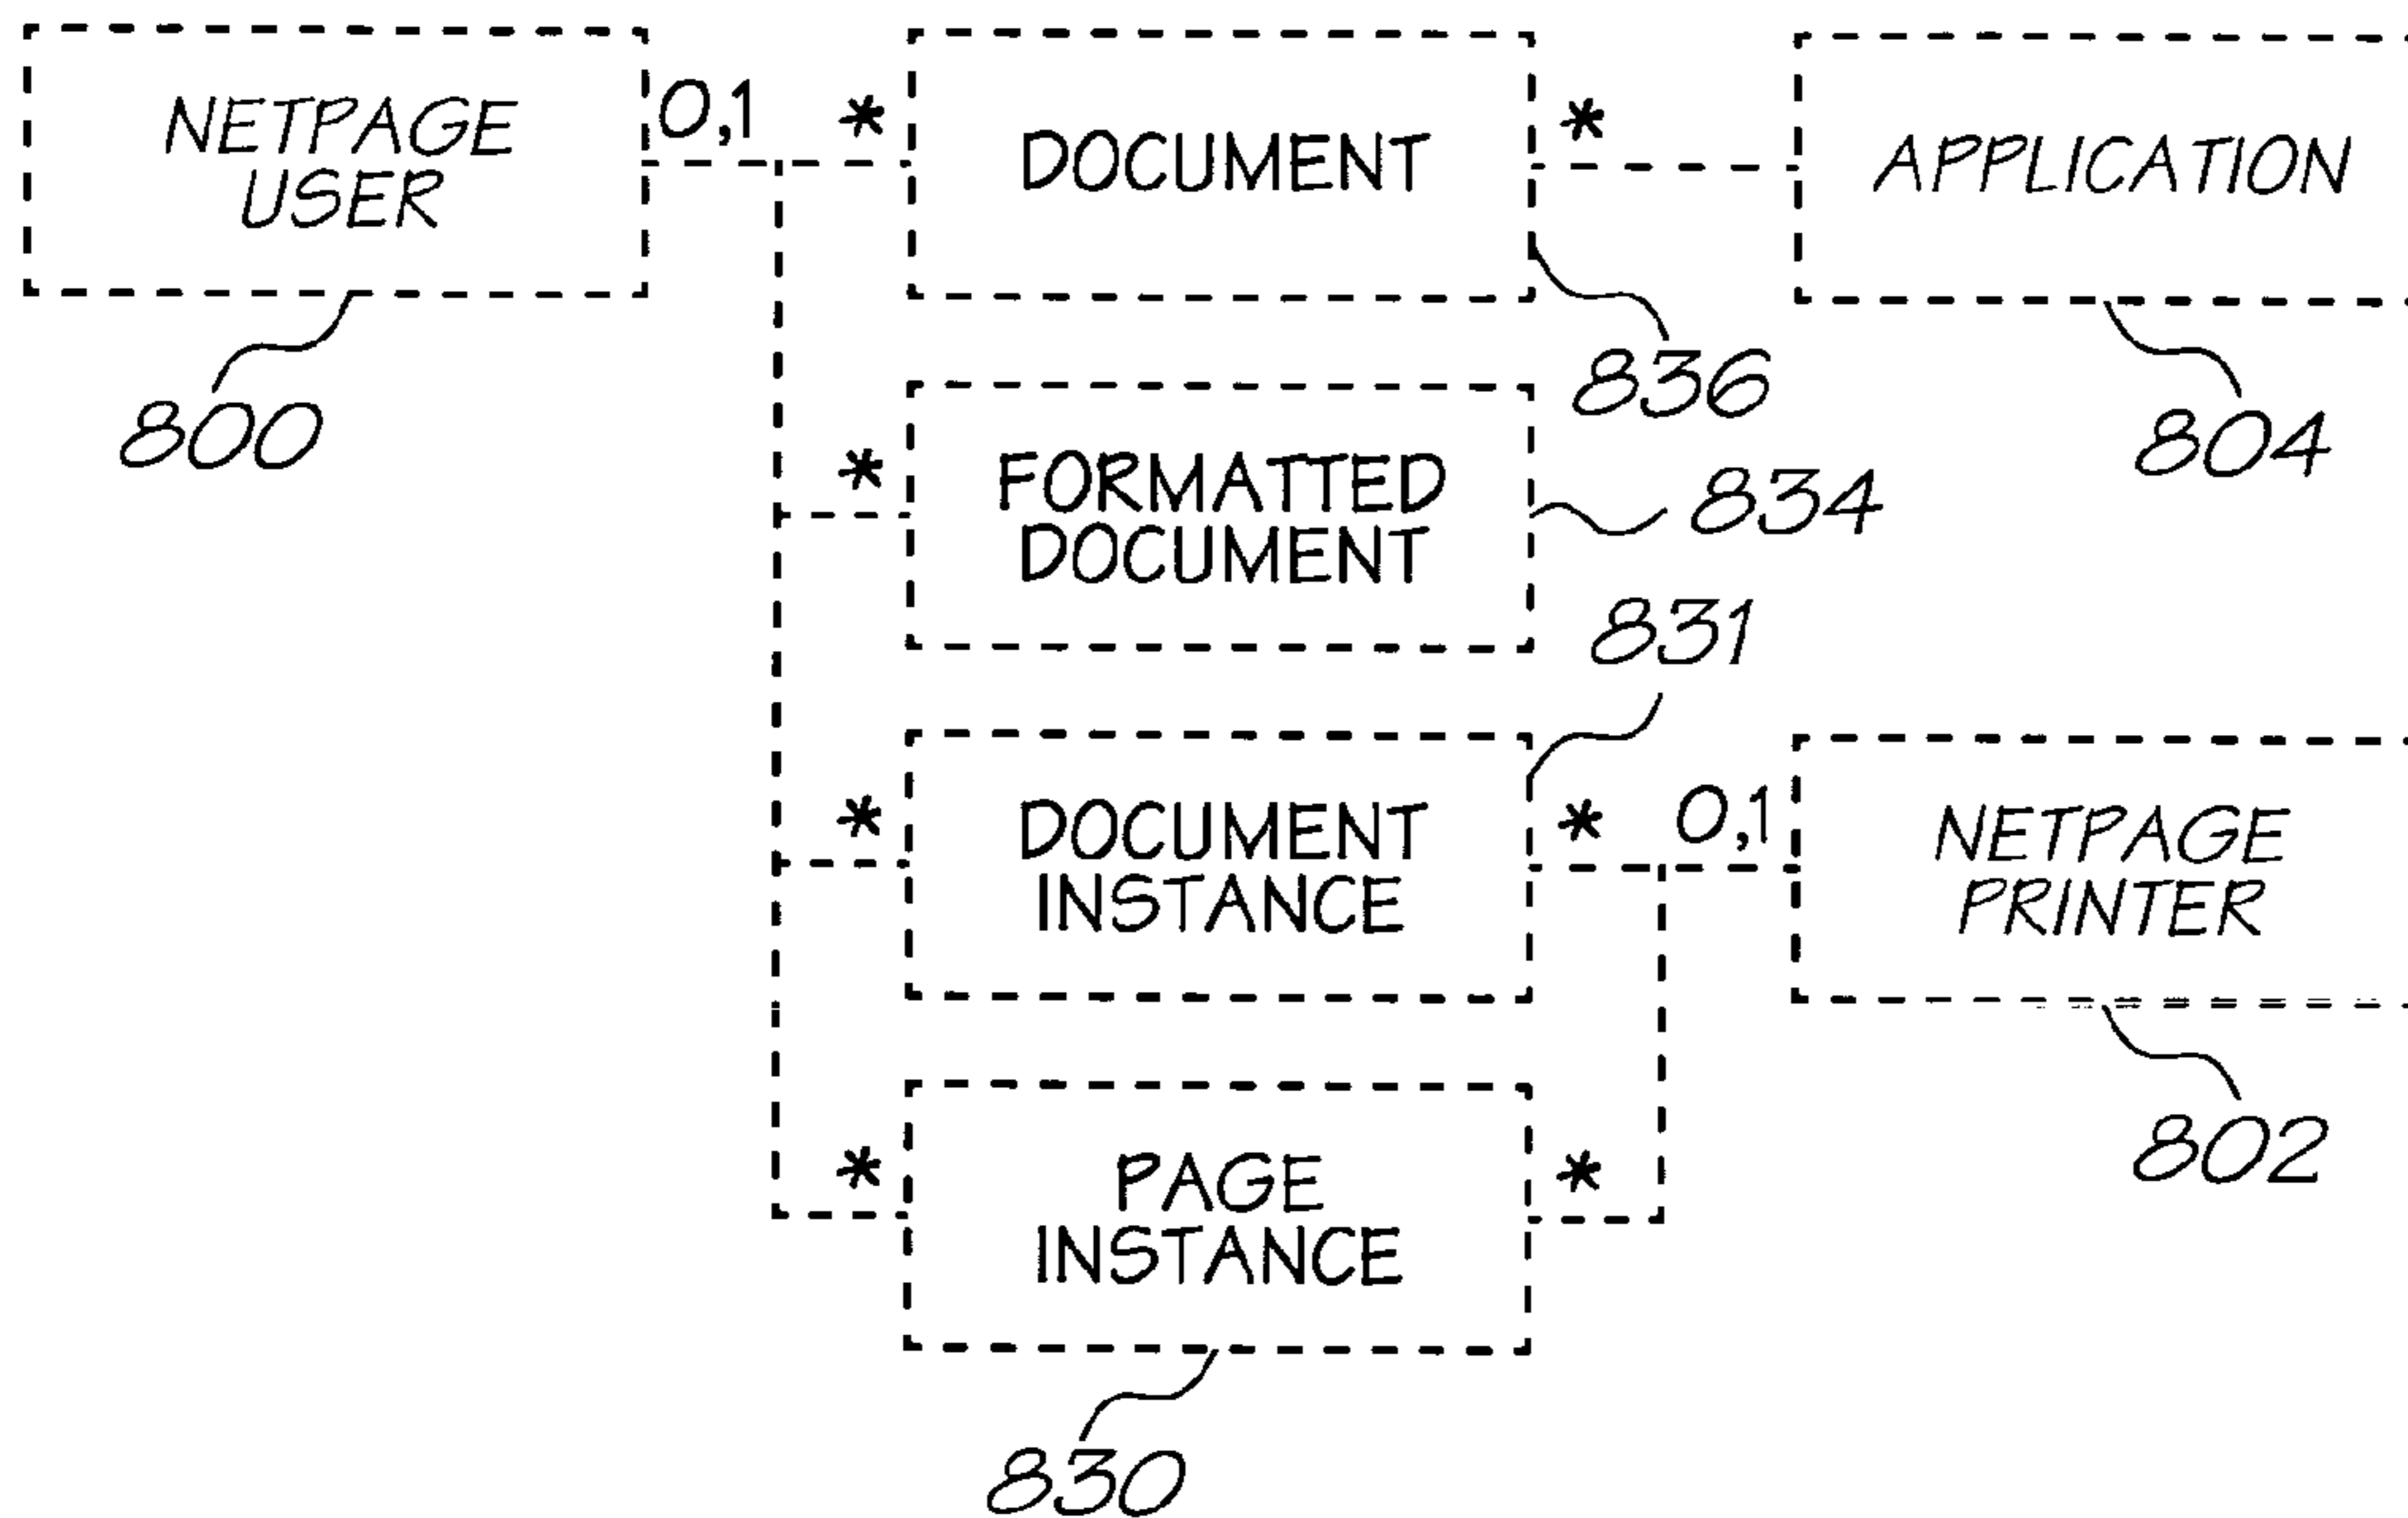 NETPAGE
USER
0,1
*
DOCUMENT
*
APPLICATION
800
836
804
*
FORMATTED
DOCUMENT
834
831
*
DOCUMENT
INSTANCE
*
0,1
NETPAGE
PRINTER
802
*
PAGE
INSTANCE
*
830